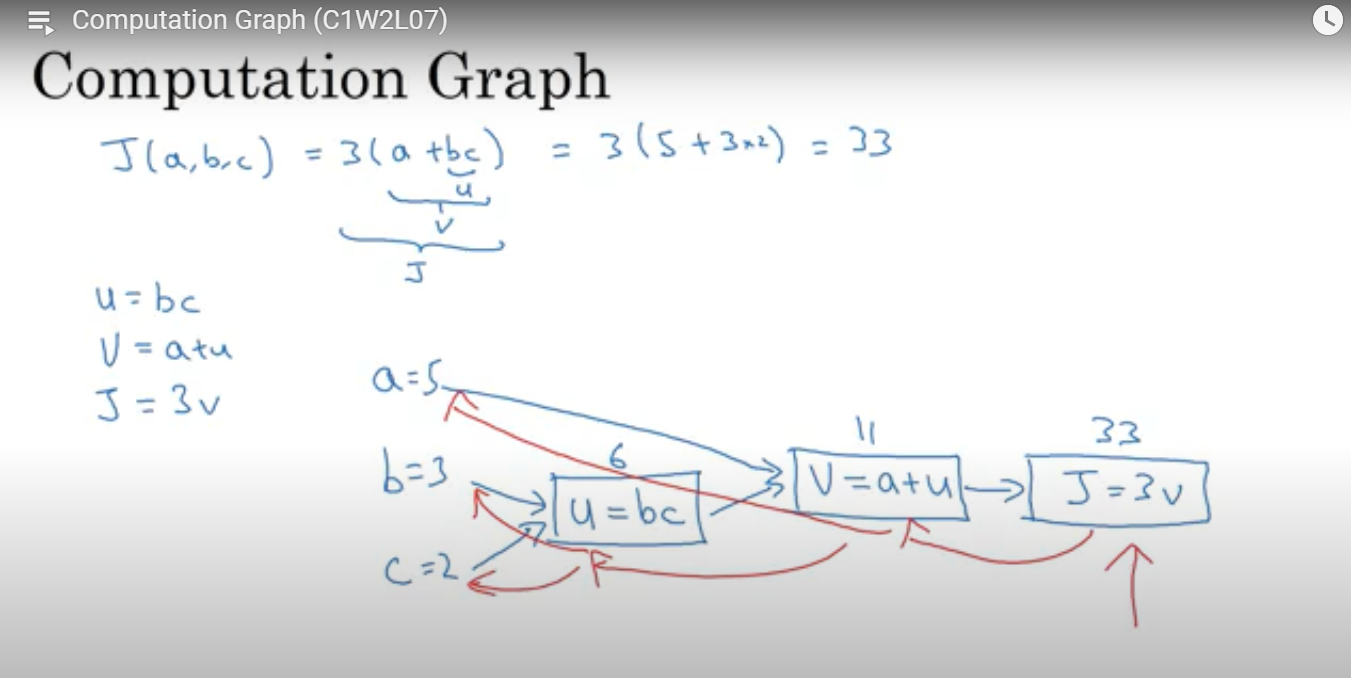 Computation Graph (C1W2L07)
Computation Graph
J(a,b,c) = 3(a+bc) = 3(5+3×2) = 33
u
v
J
u = bc
v = a+u
J = 3v
a=5
11
33
b=3
6
v=a+u
J=3v
u=bc
c=2